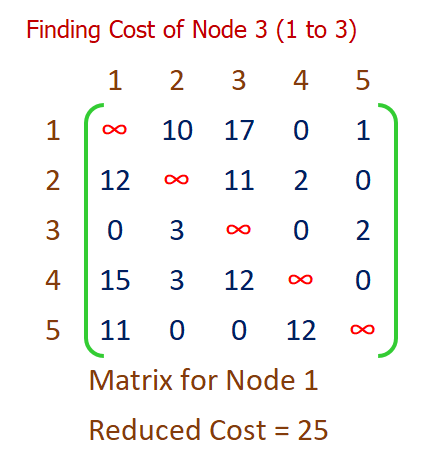 Finding Cost of Node 3 (1 to 3)
1 2 3 4 5
1 ∞ 10 17 0 1
2 12 ∞ 11 2 0
3 0 3 ∞ 0 2
4 15 3 12 ∞ 0
5 11 0 0 12 ∞
Matrix for Node 1
Reduced Cost = 25